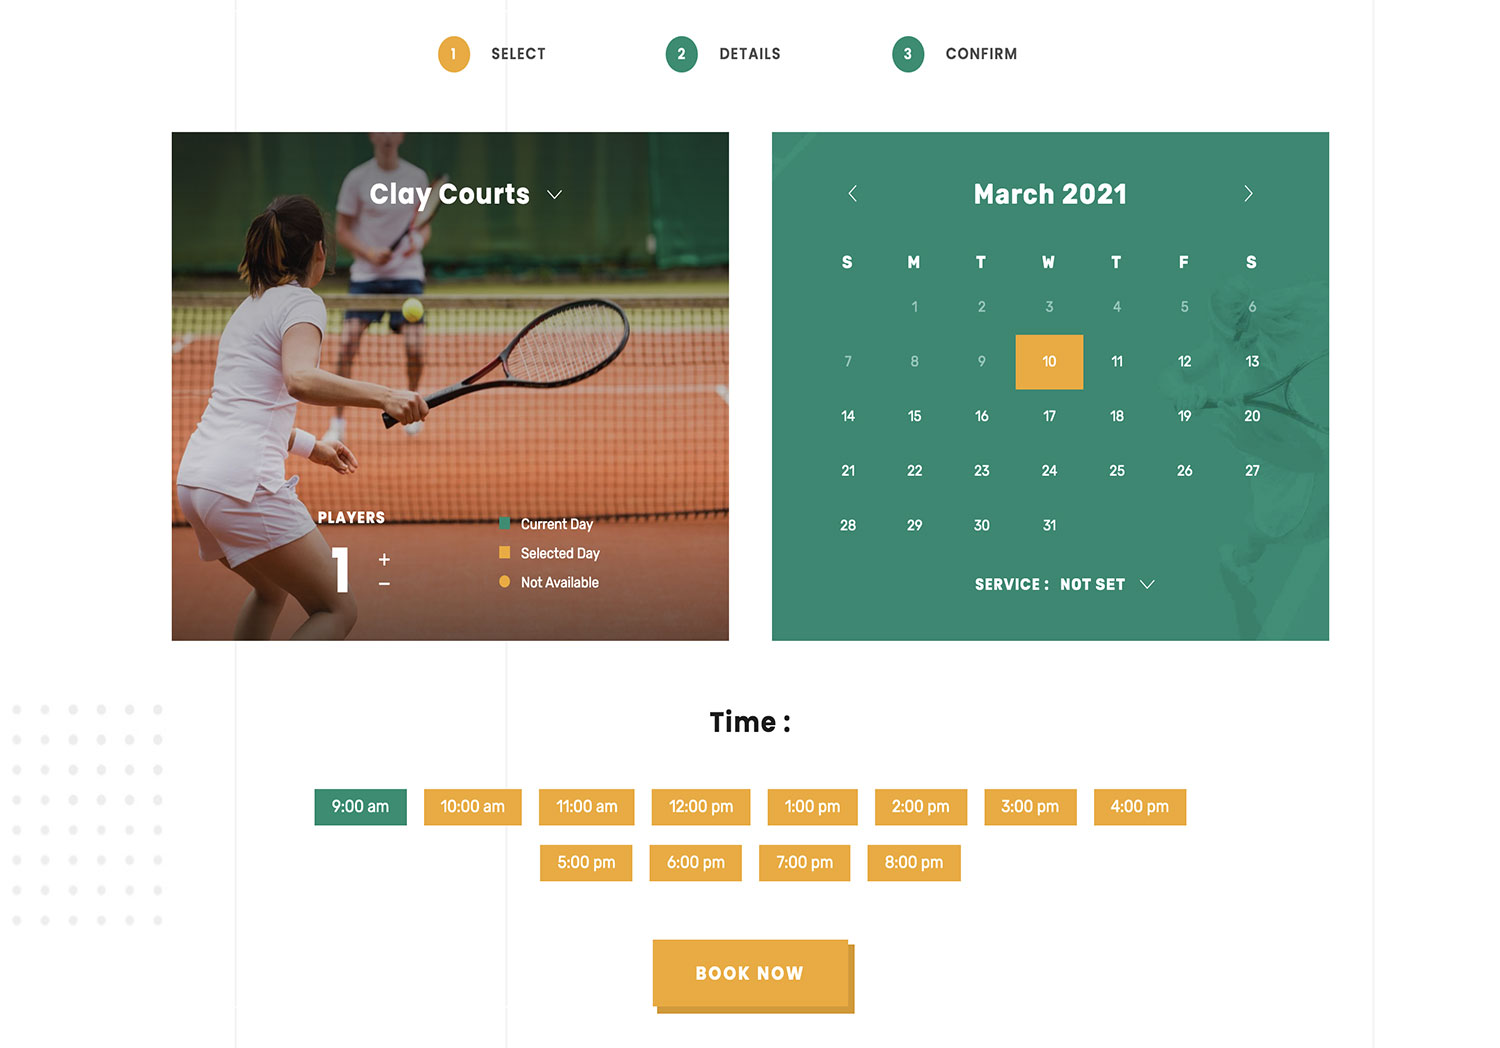 1 SELECT 2 DETAILS 3 CONFIRM
Clay Courts
PLAYERS
1 + −
Current Day
Selected Day
Not Available
March 2021
S M T W T F S
1 2 3 4 5 6
7 8 9 10 11 12 13
14 15 16 17 18 19 20
21 22 23 24 25 26 27
28 29 30 31
SERVICE : NOT SET
Time :
9:00 am 10:00 am 11:00 am 12:00 pm 1:00 pm 2:00 pm 3:00 pm 4:00 pm
5:00 pm 6:00 pm 7:00 pm 8:00 pm
BOOK NOW